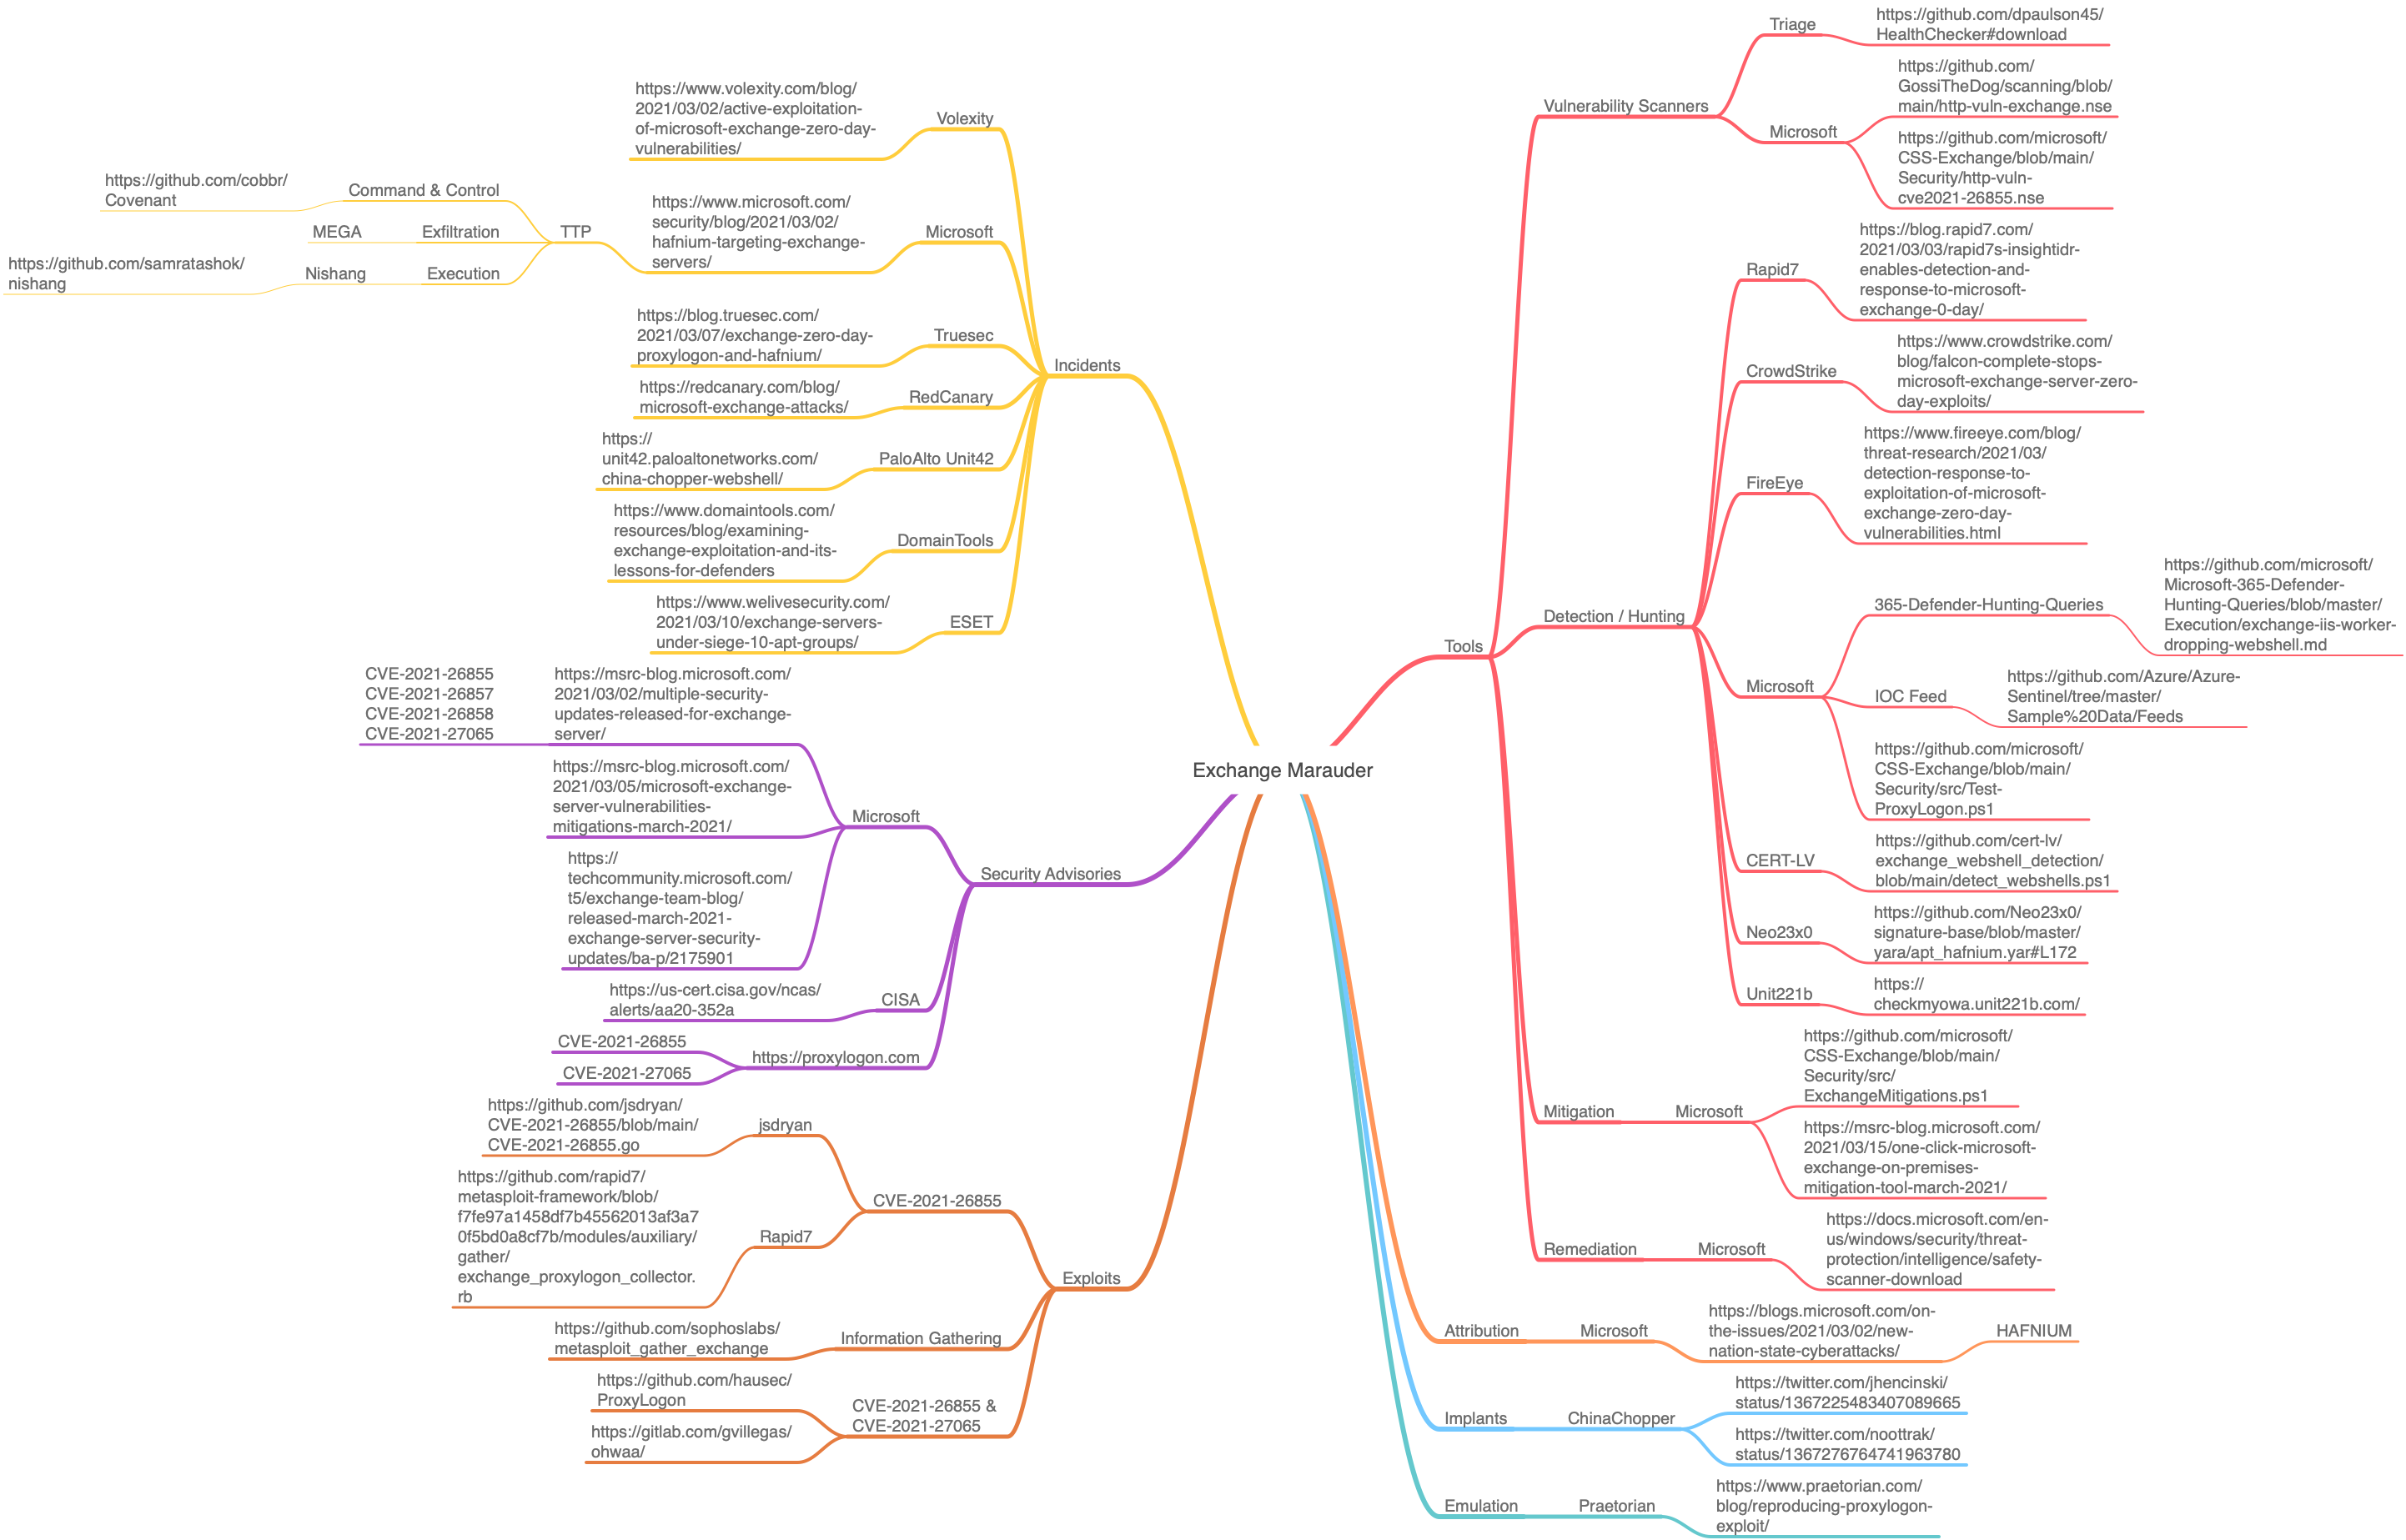 Exchange Marauder
Incidents
Volexity
https://www.volexity.com/blog/
2021/03/02/active-exploitation-
of-microsoft-exchange-zero-day-
vulnerabilities/
Microsoft
https://www.microsoft.com/
security/blog/2021/03/02/
hafnium-targeting-exchange-
servers/
TTP
Command & Control
https://github.com/cobbr/
Covenant
Exfiltration
MEGA
Execution
Nishang
https://github.com/samratashok/
nishang
Truesec
https://blog.truesec.com/
2021/03/07/exchange-zero-day-
proxylogon-and-hafnium/
RedCanary
https://redcanary.com/blog/
microsoft-exchange-attacks/
PaloAlto Unit42
https://
unit42.paloaltonetworks.com/
china-chopper-webshell/
DomainTools
https://www.domaintools.com/
resources/blog/examining-
exchange-exploitation-and-its-
lessons-for-defenders
ESET
https://www.welivesecurity.com/
2021/03/10/exchange-servers-
under-siege-10-apt-groups/
Security Advisories
Microsoft
https://msrc-blog.microsoft.com/
2021/03/02/multiple-security-
updates-released-for-exchange-
server/
CVE-2021-26855
CVE-2021-26857
CVE-2021-26858
CVE-2021-27065
https://msrc-blog.microsoft.com/
2021/03/05/microsoft-exchange-
server-vulnerabilities-
mitigations-march-2021/
https://
techcommunity.microsoft.com/
t5/exchange-team-blog/
released-march-2021-
exchange-server-security-
updates/ba-p/2175901
CISA
https://us-cert.cisa.gov/ncas/
alerts/aa20-352a
https://proxylogon.com
CVE-2021-26855
CVE-2021-27065
Exploits
CVE-2021-26855
jsdryan
https://github.com/jsdryan/
CVE-2021-26855/blob/main/
CVE-2021-26855.go
Rapid7
https://github.com/rapid7/
metasploit-framework/blob/
f7fe97a1458df7b45562013af3a7
0f5bd0a8cf7b/modules/auxiliary/
gather/
exchange_proxylogon_collector.
rb
Information Gathering
https://github.com/sophoslabs/
metasploit_gather_exchange
CVE-2021-26855 &
CVE-2021-27065
https://github.com/hausec/
ProxyLogon
https://gitlab.com/gvillegas/
ohwaa/
Tools
Vulnerability Scanners
Triage
https://github.com/dpaulson45/
HealthChecker#download
Microsoft
https://github.com/
GossiTheDog/scanning/blob/
main/http-vuln-exchange.nse
https://github.com/microsoft/
CSS-Exchange/blob/main/
Security/http-vuln-
cve2021-26855.nse
Detection / Hunting
Rapid7
https://blog.rapid7.com/
2021/03/03/rapid7s-insightidr-
enables-detection-and-
response-to-microsoft-
exchange-0-day/
CrowdStrike
https://www.crowdstrike.com/
blog/falcon-complete-stops-
microsoft-exchange-server-zero-
day-exploits/
FireEye
https://www.fireeye.com/blog/
threat-research/2021/03/
detection-response-to-
exploitation-of-microsoft-
exchange-zero-day-
vulnerabilities.html
Microsoft
365-Defender-Hunting-Queries
https://github.com/microsoft/
Microsoft-365-Defender-
Hunting-Queries/blob/master/
Execution/exchange-iis-worker-
dropping-webshell.md
IOC Feed
https://github.com/Azure/Azure-
Sentinel/tree/master/
Sample%20Data/Feeds
https://github.com/microsoft/
CSS-Exchange/blob/main/
Security/src/Test-
ProxyLogon.ps1
CERT-LV
https://github.com/cert-lv/
exchange_webshell_detection/
blob/main/detect_webshells.ps1
Neo23x0
https://github.com/Neo23x0/
signature-base/blob/master/
yara/apt_hafnium.yar#L172
Unit221b
https://
checkmyowa.unit221b.com/
Mitigation
Microsoft
https://github.com/microsoft/
CSS-Exchange/blob/main/
Security/src/
ExchangeMitigations.ps1
https://msrc-blog.microsoft.com/
2021/03/15/one-click-microsoft-
exchange-on-premises-
mitigation-tool-march-2021/
Remediation
Microsoft
https://docs.microsoft.com/en-
us/windows/security/threat-
protection/intelligence/safety-
scanner-download
Attribution
Microsoft
https://blogs.microsoft.com/on-
the-issues/2021/03/02/new-
nation-state-cyberattacks/
HAFNIUM
Implants
ChinaChopper
https://twitter.com/jhencinski/
status/1367225483407089665
https://twitter.com/noottrak/
status/1367276764741963780
Emulation
Praetorian
https://www.praetorian.com/
blog/reproducing-proxylogon-
exploit/